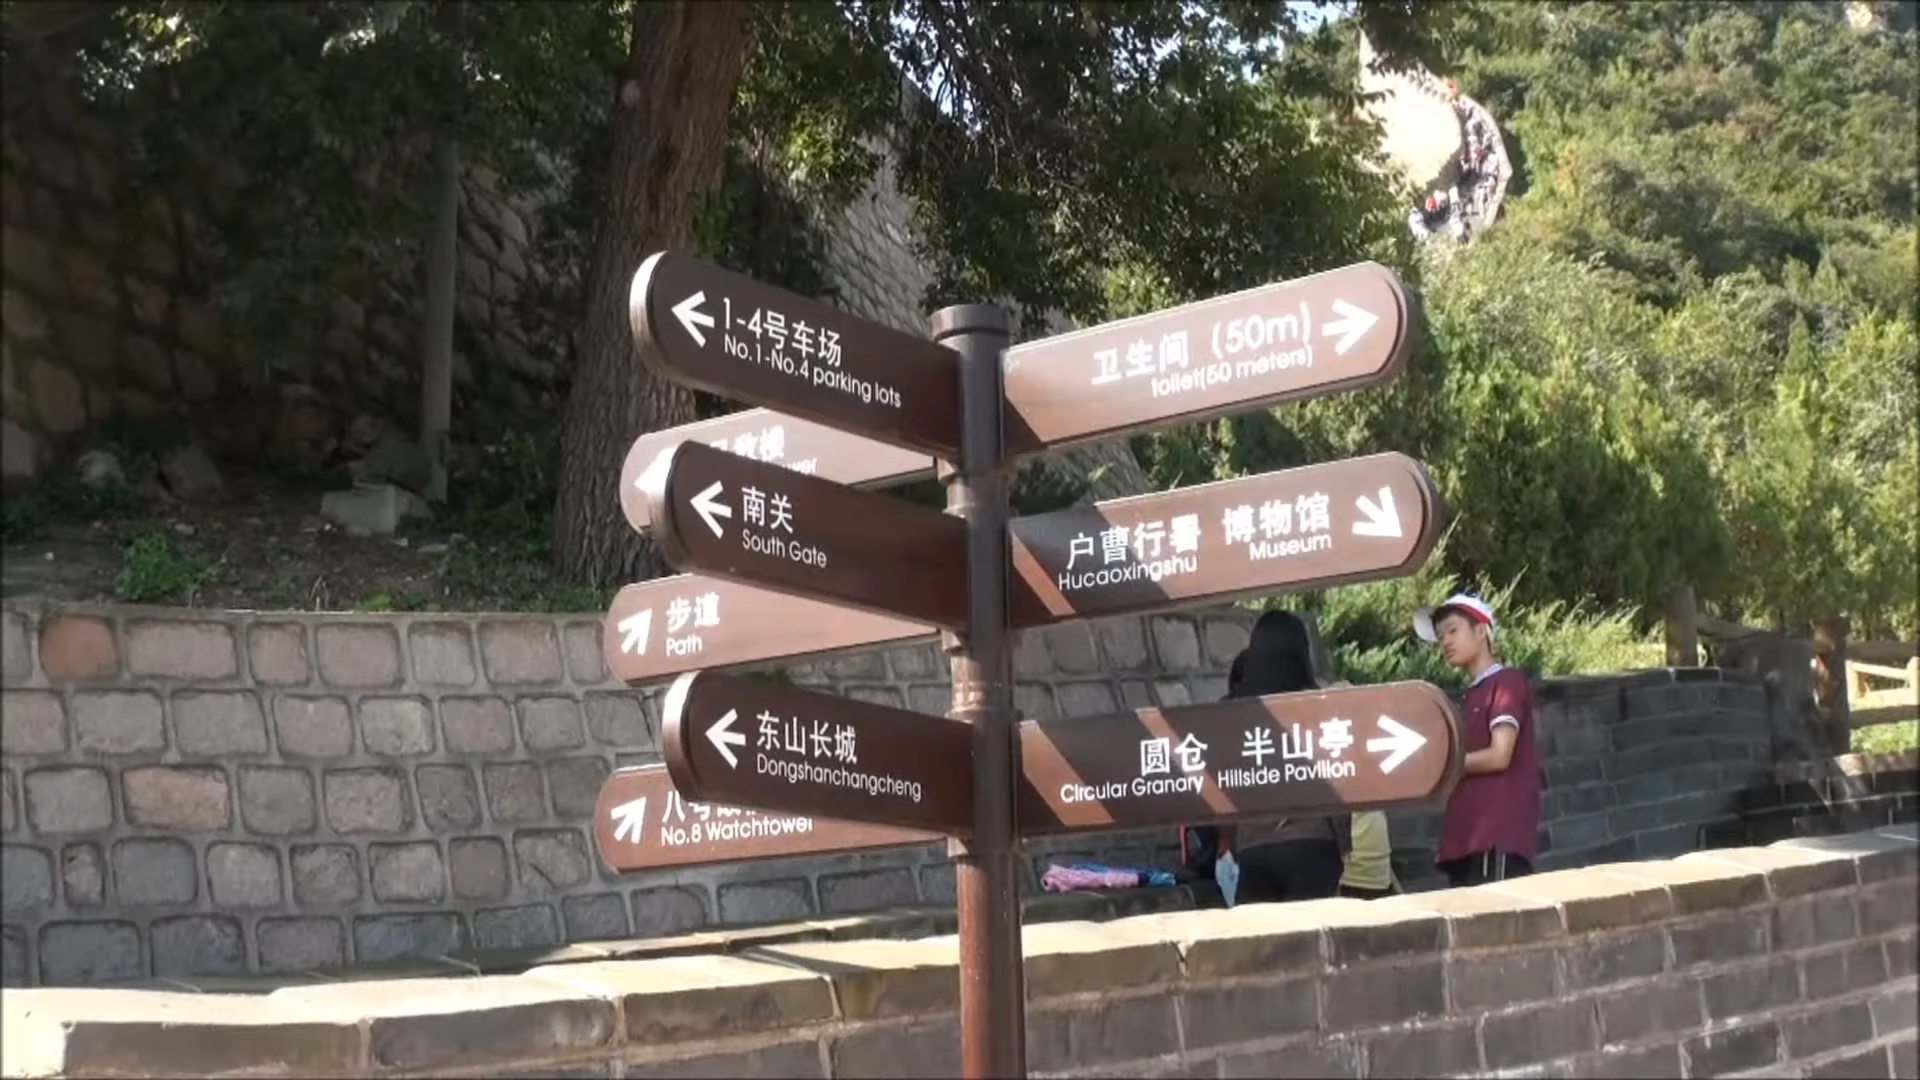 1-4号车场
No.1-No.4 parking lots
卫生间 (50m)
toilet(50 meters)
南关
South Gate
户曹行署 博物馆
Hucaoxingshu Museum
步道
Path
东山长城
Dongshanchangcheng
圆仓 半山亭
Circular Granary Hillside Pavilion
八号
No.8 Watchtower